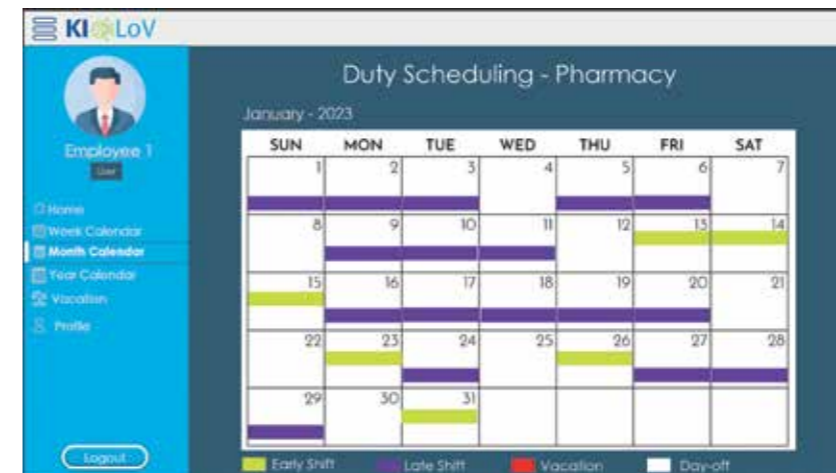 KI LoV
Duty Scheduling - Pharmacy
January - 2023
Employee 1
User
Home
Week Calendar
Month Calendar
Year Calendar
Vacation
Profile
Logout
SUN MON TUE WED THU FRI SAT
1 2 3 4 5 6 7
8 9 10 11 12 13 14
15 16 17 18 19 20 21
22 23 24 25 26 27 28
29 30 31
Early Shift Late Shift Vacation Day-off